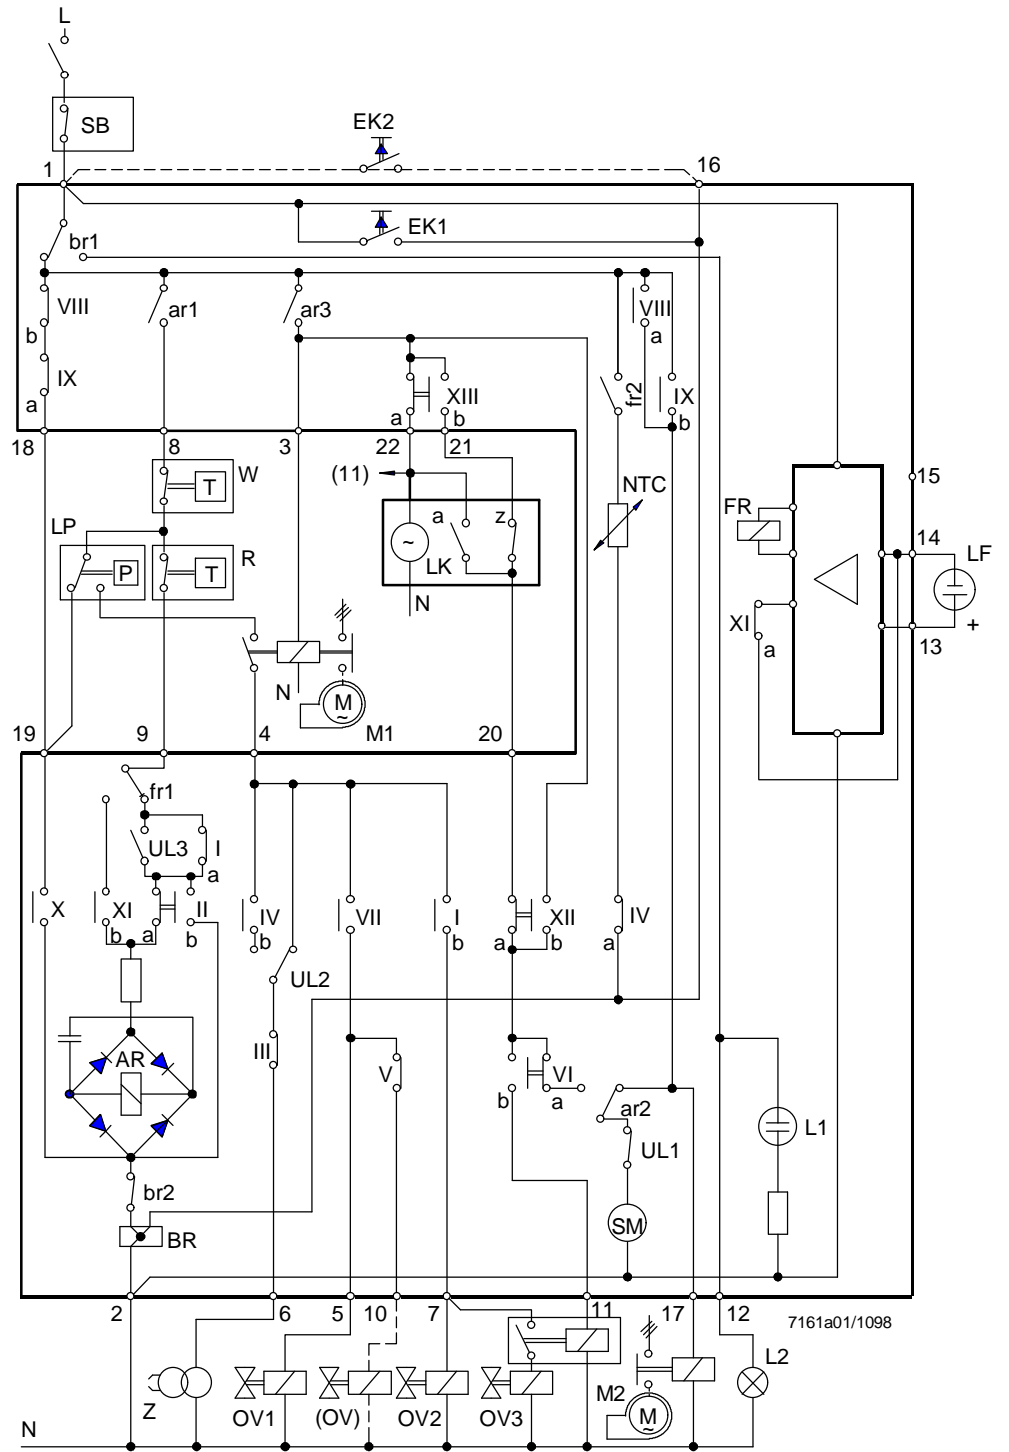 L
SB
EK2
1
16
EK1
br1
VIII
ar1
ar3
VIII
b
a
IX
XIII
fr2
IX
a
a
b
b
18
8
3
22
21
W
(11)
15
T
NTC
a
z
FR
14
LP
R
~
LF
P
T
LK
N
XI
+
a
13
N
M
~
M1
19
9
4
20
fr1
UL3
I
a
X
XI
II
IV
VII
I
XII
IV
b
a
b
b
b
a
b
a
UL2
III
AR
V
VI
b
a
ar2
L1
UL1
br2
SM
BR
2
6
5
10
7
11
17
12
7161a01/1098
L2
Z
OV1
(OV)
OV2
OV3
M2
M
~
N